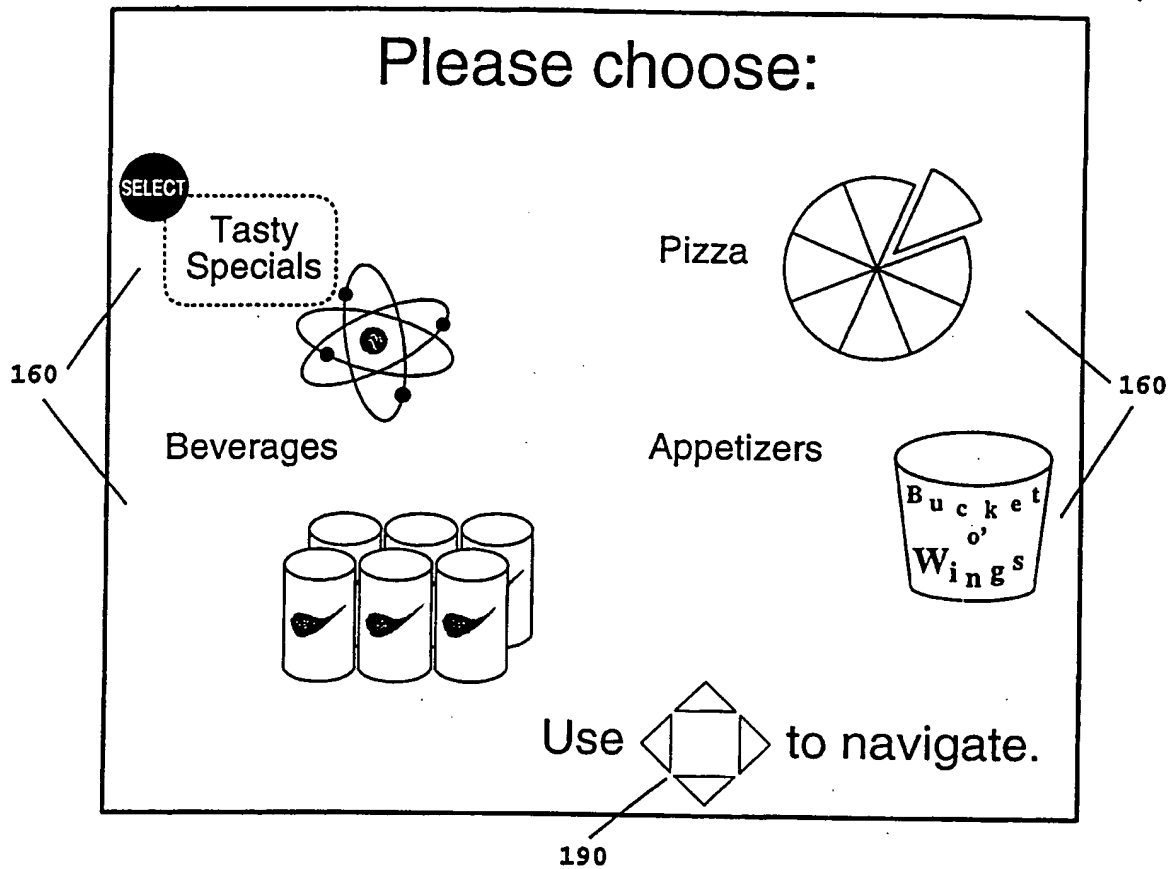 Please choose:
SELECT
Tasty
Specials
Pizza
160
160
Beverages
Appetizers
Bucket
o'
Wings
Use to navigate.
190